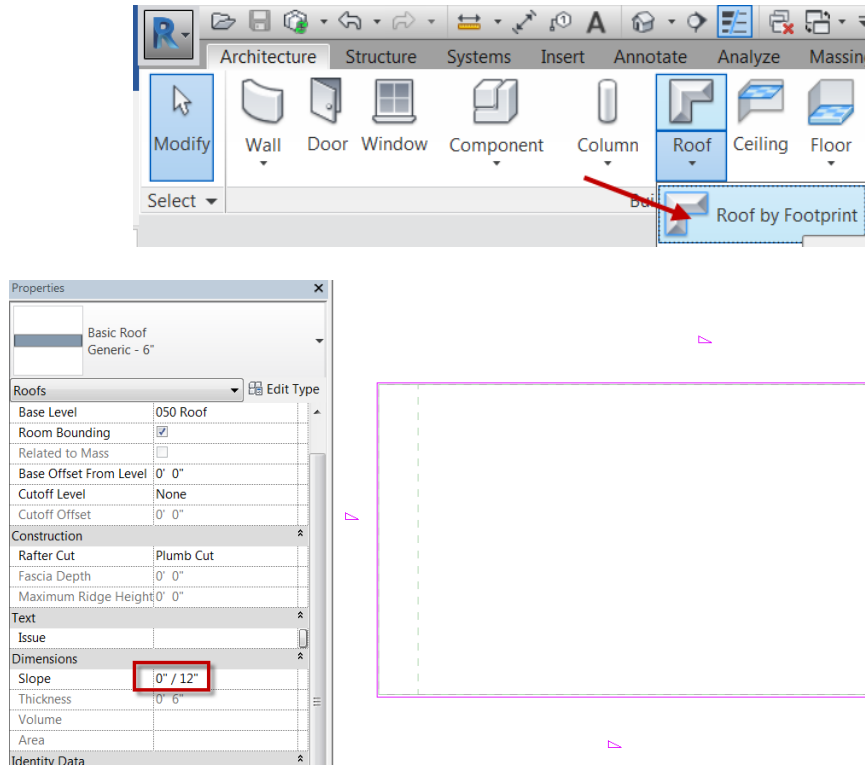 R
A
Architecture Structure Systems Insert Annotate Analyze Massin
Modify Wall Door Window Component Column Roof Ceiling Floor
Select Bui
Roof by Footprint
Properties
Basic Roof
Generic - 6"
Roofs Edit Type
Base Level 050 Roof
Room Bounding
Related to Mass
Base Offset From Level 0' 0"
Cutoff Level None
Cutoff Offset 0' 0"
Construction
Rafter Cut Plumb Cut
Fascia Depth 0' 0"
Maximum Ridge Height 0' 0"
Text
Issue
Dimensions
Slope 0" / 12"
Thickness 0' 6"
Volume
Area
Identity Data